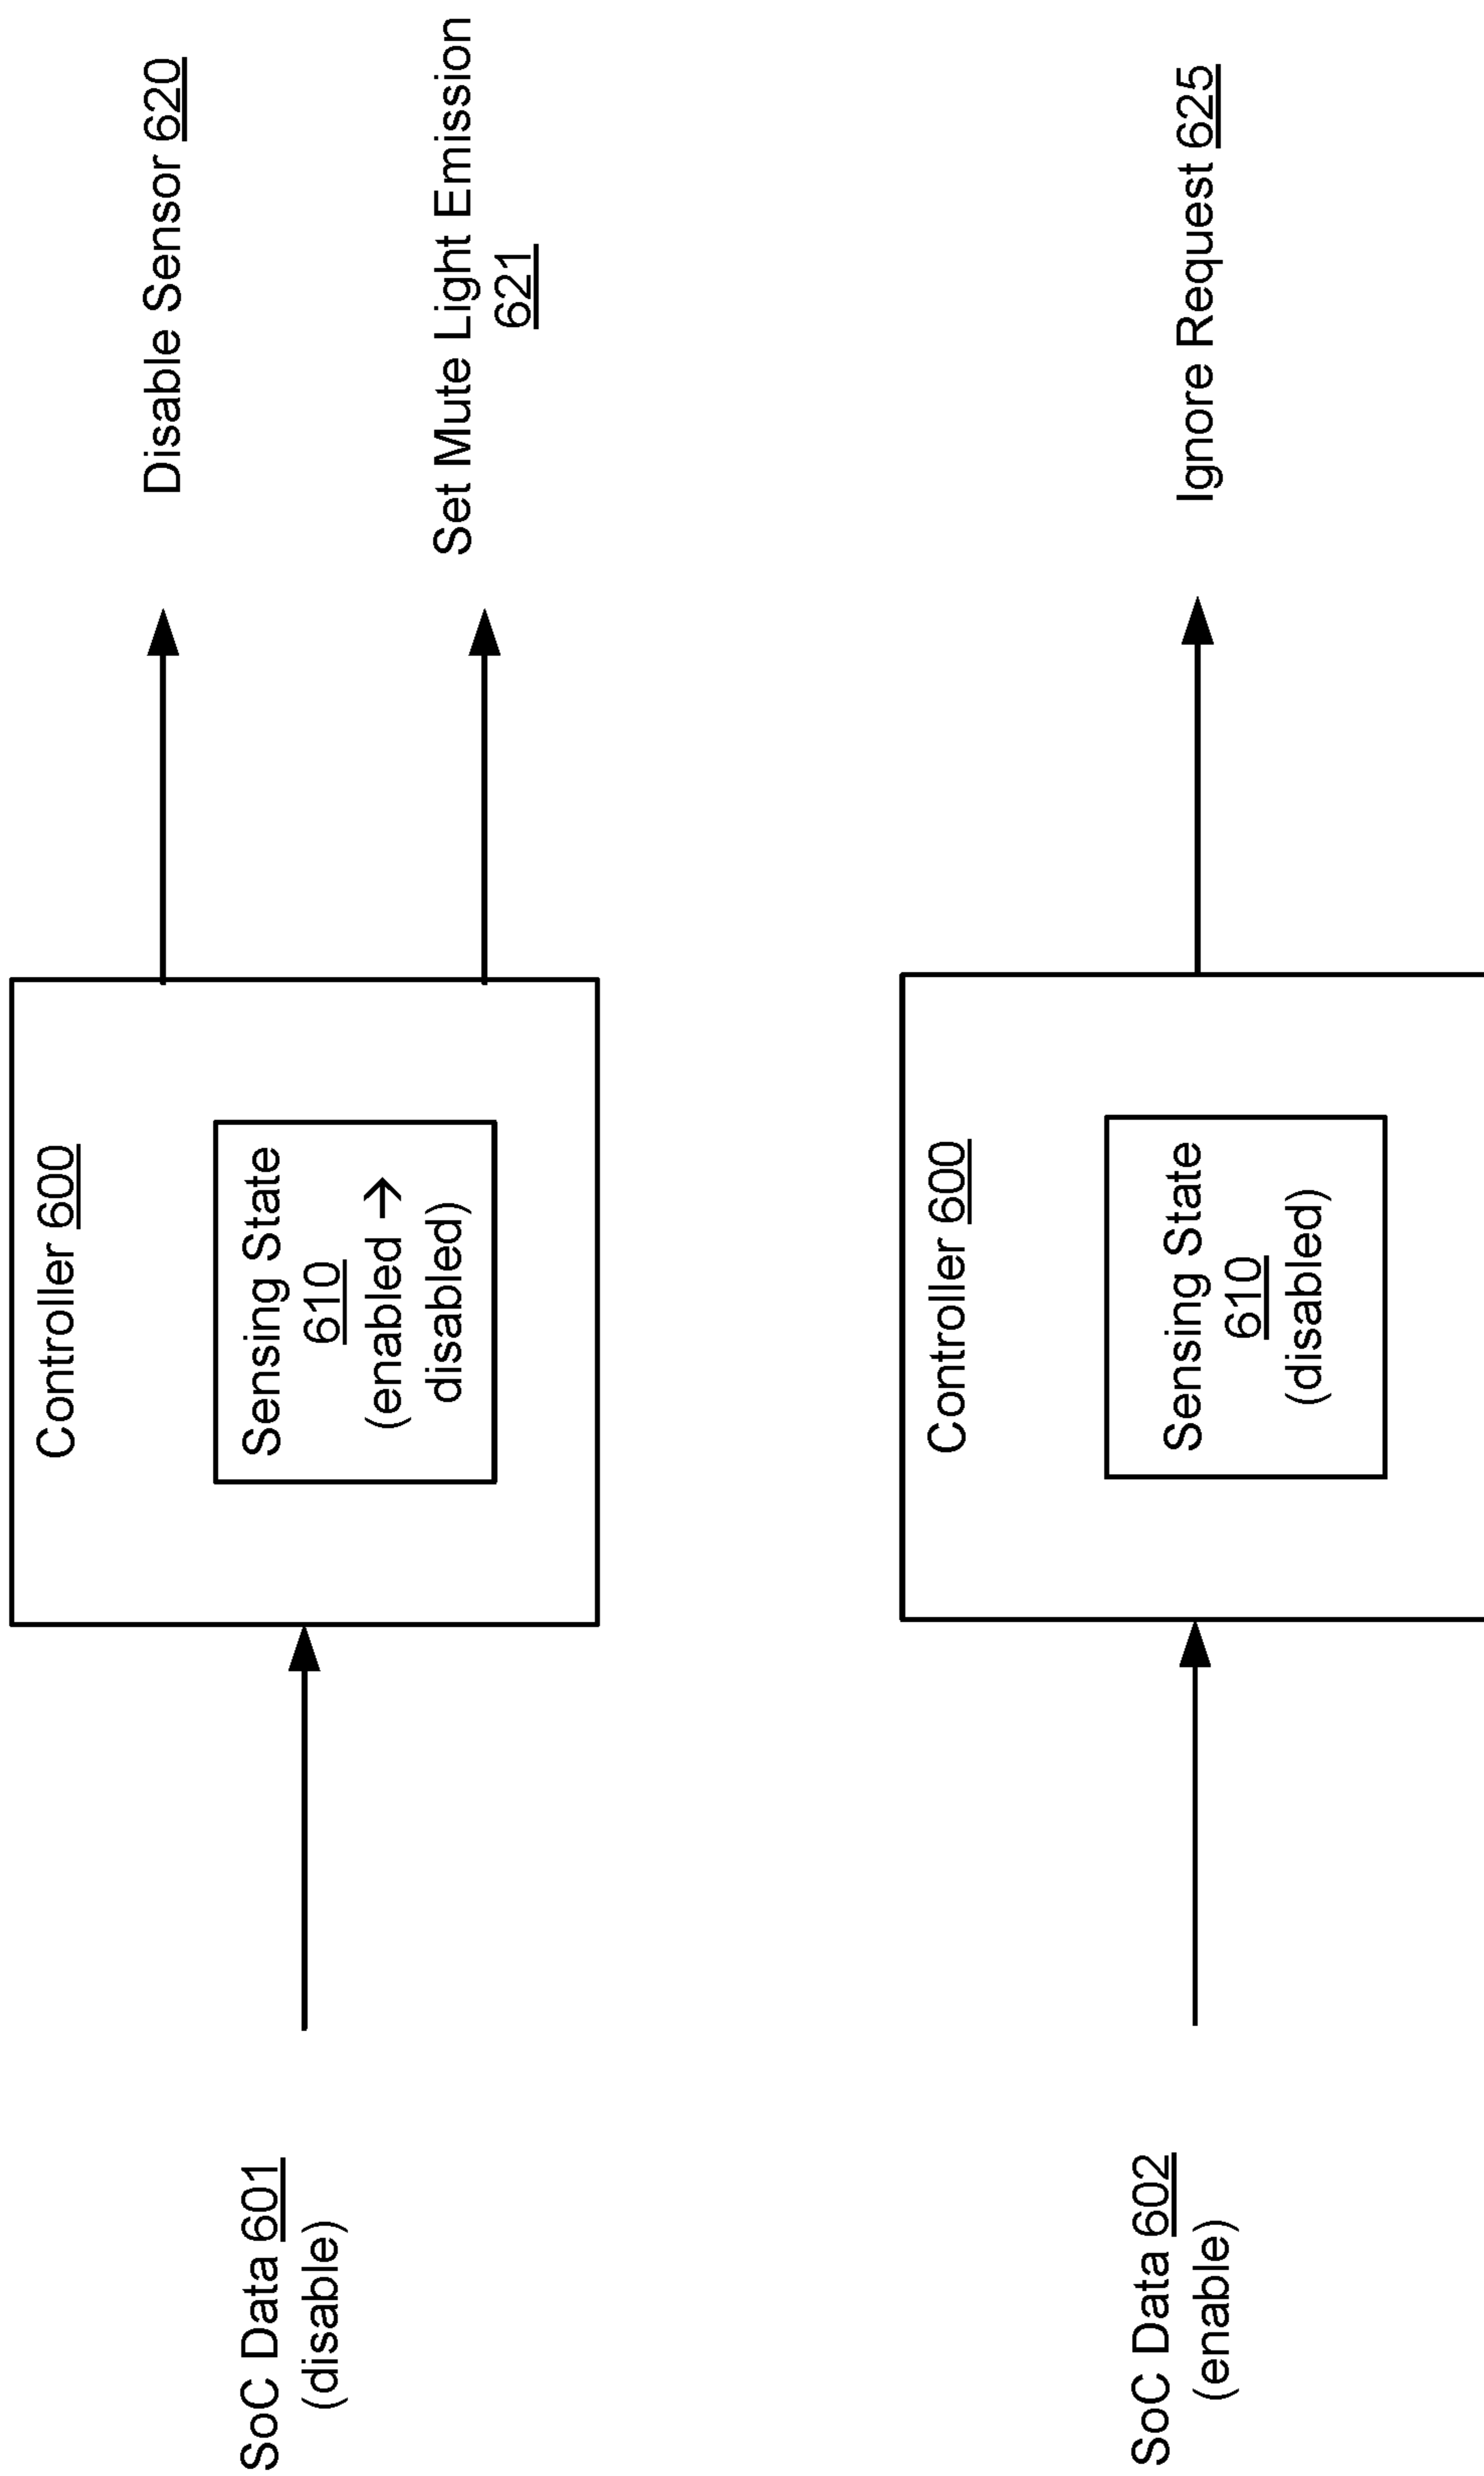 SoC Data 601
(disable)
Controller 600
Sensing State
610
(enabled →
disabled)
Disable Sensor 620
Set Mute Light Emission
621
SoC Data 602
(enable)
Controller 600
Sensing State
610
(disabled)
Ignore Request 625